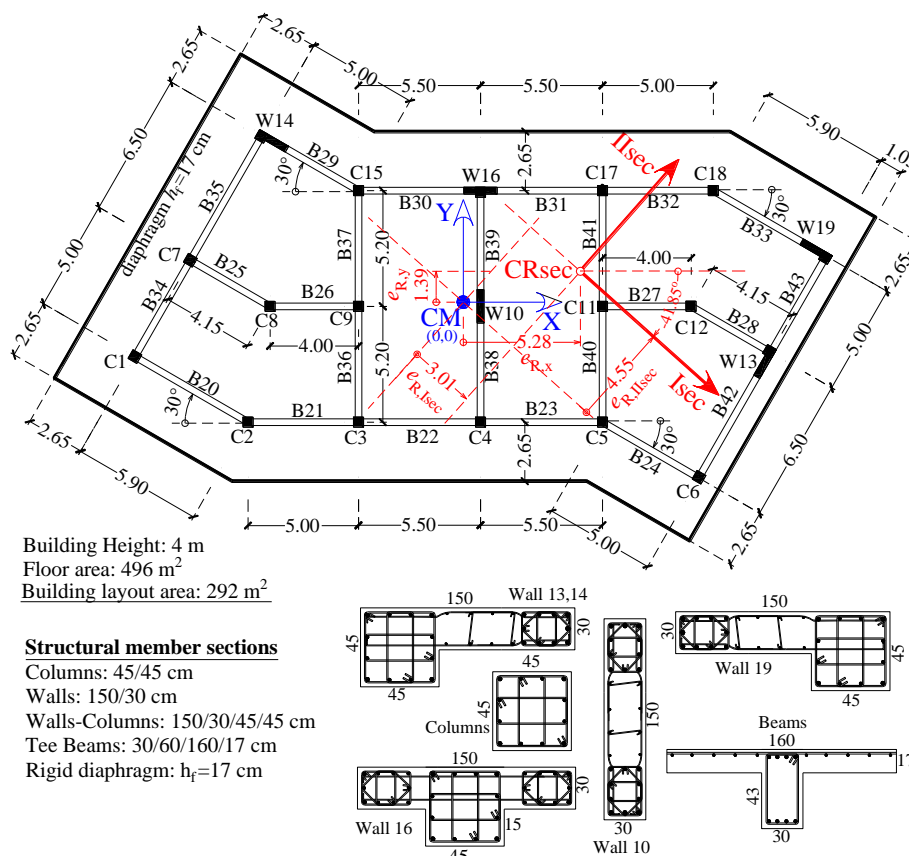 2.65
5.00
5.50
5.50
5.00
5.90
1.0
6.50
2.65
W14
B29
30°
C15
W16
C17
C18
IIsec
30°
B30
B31
B32
B33
W19
Y
B35
B37
5.20
B39
B41
CRsec
4.00
B43
2.65
diaphragm hf=17 cm
5.00
C7
B25
B26
e R,y
1.39
CM
(0,0)
X
W10
C11
B27
4.15
6.50
B34
4.15
C8
C9
4.00
5.28
e R,x
-41.85°
C12
B28
W13
2.65
C1
B20
B36
5.20
3.01
e R,Isec
B38
4.55
e R,IIsec
B40
Isec
B42
30°
B21
B22
B23
30°
B24
C2
C3
C4
C5
C6
2.65
5.90
2.65
5.00
5.50
5.50
5.00
2.65
Building Height: 4 m
Floor area: 496 m²
Building layout area: 292 m²
Structural member sections
Columns: 45/45 cm
Walls: 150/30 cm
Walls-Columns: 150/30/45/45 cm
Tee Beams: 30/60/160/17 cm
Rigid diaphragm: hf=17 cm
150
Wall 13,14
45
30
45
45
45
Columns
150
Wall 16
30
15
45
150
30
Wall 10
150
30
Wall 19
45
45
Beams
160
17
43
30